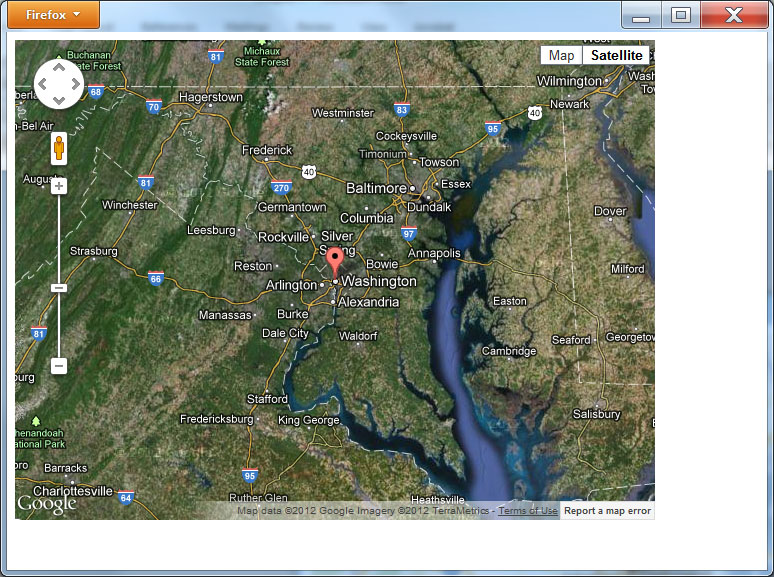 Firefox
Buchanan
State Forest
Michaux
State Forest
Map
Satellite
81
68
70
Hagerstown
Wilmington
Newark
40
Westminster
83
95
n-Bel Air
Cockeysville
Timonium
Towson
Frederick
40
270
81
Baltimore
Essex
Dundalk
Augus
Winchester
Germantown
Columbia
97
Dover
Leesburg
Rockville
Silver
Spring
Strasburg
Annapolis
Bowie
Reston
Milford
66
Arlington
Washington
Alexandria
Easton
Manassas
Burke
81
Dale City
Waldorf
Seaford
Georgetow
Cambridge
burg
Stafford
Fredericksburg
King George
Salisbury
henandoah
ational Park
Barracks
95
Charlottesville
64
Ruther Glen
Heathsville
Google
Map data ©2012 Google Imagery ©2012 TerraMetrics - Terms of Use
Report a map error